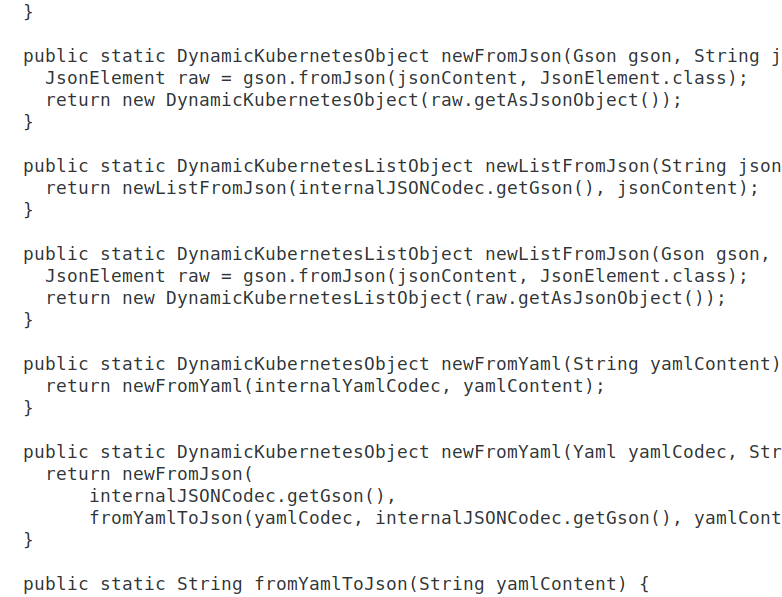 }

public static DynamicKubernetesObject newFromJson(Gson gson, String j
  JsonElement raw = gson.fromJson(jsonContent, JsonElement.class);
  return new DynamicKubernetesObject(raw.getAsJsonObject());
}

public static DynamicKubernetesListObject newListFromJson(String json
  return newListFromJson(internalJSONCodec.getGson(), jsonContent);
}

public static DynamicKubernetesListObject newListFromJson(Gson gson,
  JsonElement raw = gson.fromJson(jsonContent, JsonElement.class);
  return new DynamicKubernetesListObject(raw.getAsJsonObject());
}

public static DynamicKubernetesObject newFromYaml(String yamlContent)
  return newFromYaml(internalYamlCodec, yamlContent);
}

public static DynamicKubernetesObject newFromYaml(Yaml yamlCodec, Str
  return newFromJson(
      internalJSONCodec.getGson(),
      fromYamlToJson(yamlCodec, internalJSONCodec.getGson(), yamlCont
}

public static String fromYamlToJson(String yamlContent) {